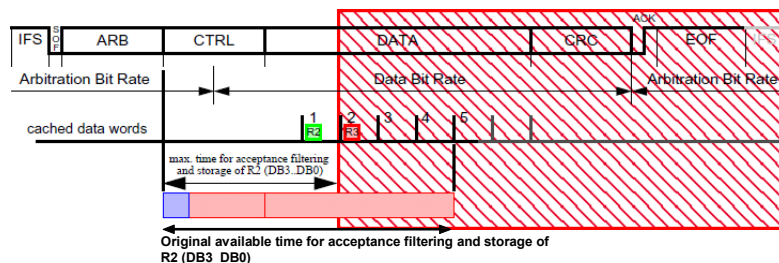 ACK
IFS SOF ARB CTRL DATA CRC EOF IFS
Arbitration Bit Rate Data Bit Rate Arbitration Bit Rate
1 2 3 4 5
cached data words R2 R3
max. time for acceptance filtering
and storage of R2 (DB3..DB0)
Original available time for acceptance filtering and storage of
R2 (DB3 DB0)